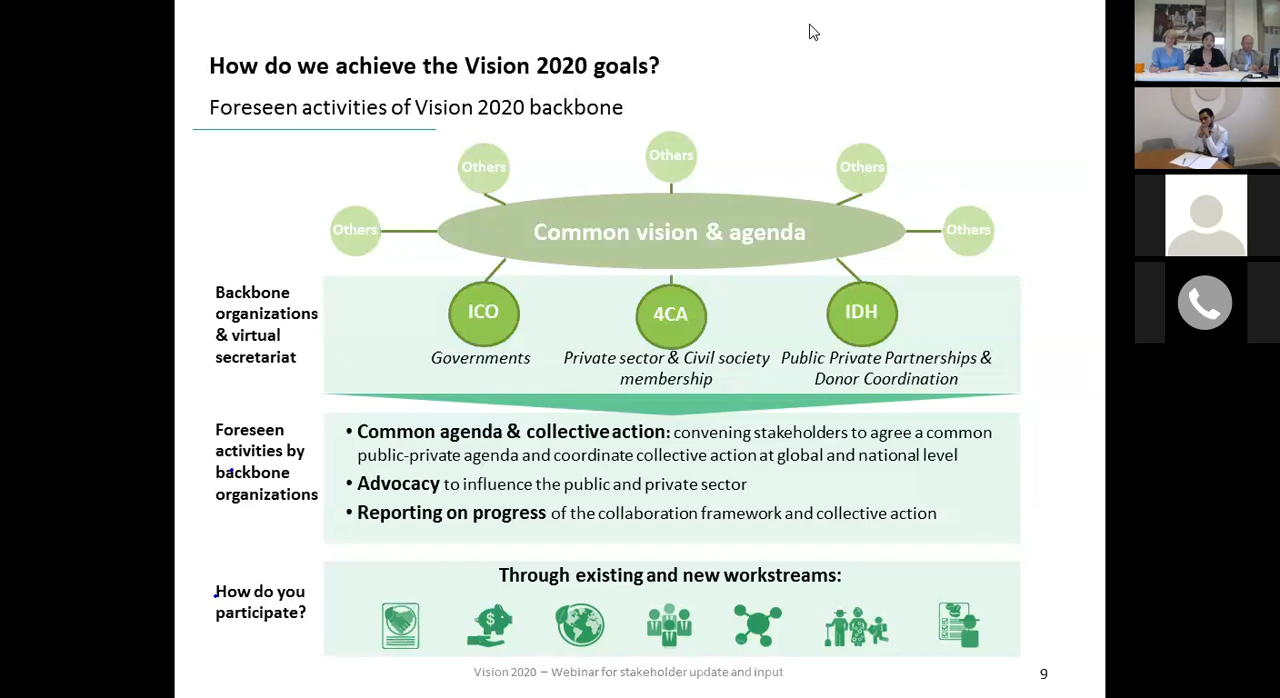 How do we achieve the Vision 2020 goals?
Foreseen activities of Vision 2020 backbone
Others
Others
Others
Others
Common vision & agenda
Others
Backbone
organizations
& virtual
secretariat
ICO
4CA
IDH
Governments
Private sector & Civil society
membership
Public Private Partnerships &
Donor Coordination
Foreseen
activities by
backbone
organizations
• Common agenda & collective action: convening stakeholders to agree a common
public-private agenda and coordinate collective action at global and national level
• Advocacy to influence the public and private sector
• Reporting on progress of the collaboration framework and collective action
How do you
participate?
Through existing and new workstreams:
$
Vision 2020 – Webinar for stakeholder update and input
9